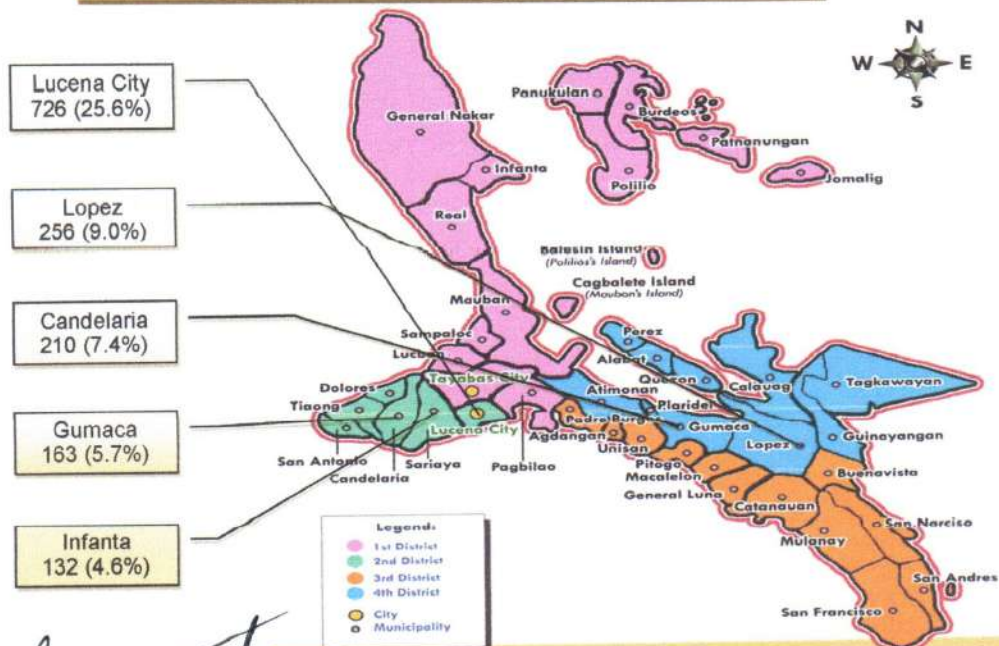 Lucena City
726 (25.6%)
Lopez
256 (9.0%)
Candelaria
210 (7.4%)
Gumaca
163 (5.7%)
Infanta
132 (4.6%)
N
W
E
S
General Nakar
Infanta
Real
Panukulan
Burdeos
Patnanungan
Polilio
Jomalig
Balesin Island
(Polilios's Island)
Cagbalete Island
(Mauban's Island)
Mauban
Sampaloc
Lucban
Tayabas City
Dolores
Tiaong
San Antonio
Candelaria
Sariaya
Lucena City
Pagbilao
Perez
Alabat
Quezon
Calauag
Tagkawayan
Atimonan
Plaridel
Padre Burgos
Gumaca
Agdangan
Unisan
Lopez
Guinayangan
Pitogo
Macalelon
Buenavista
General Luna
Catanauan
San Narciso
Mulanay
San Andres
San Francisco
Legend:
1st District
2nd District
3rd District
4th District
City
Municipality